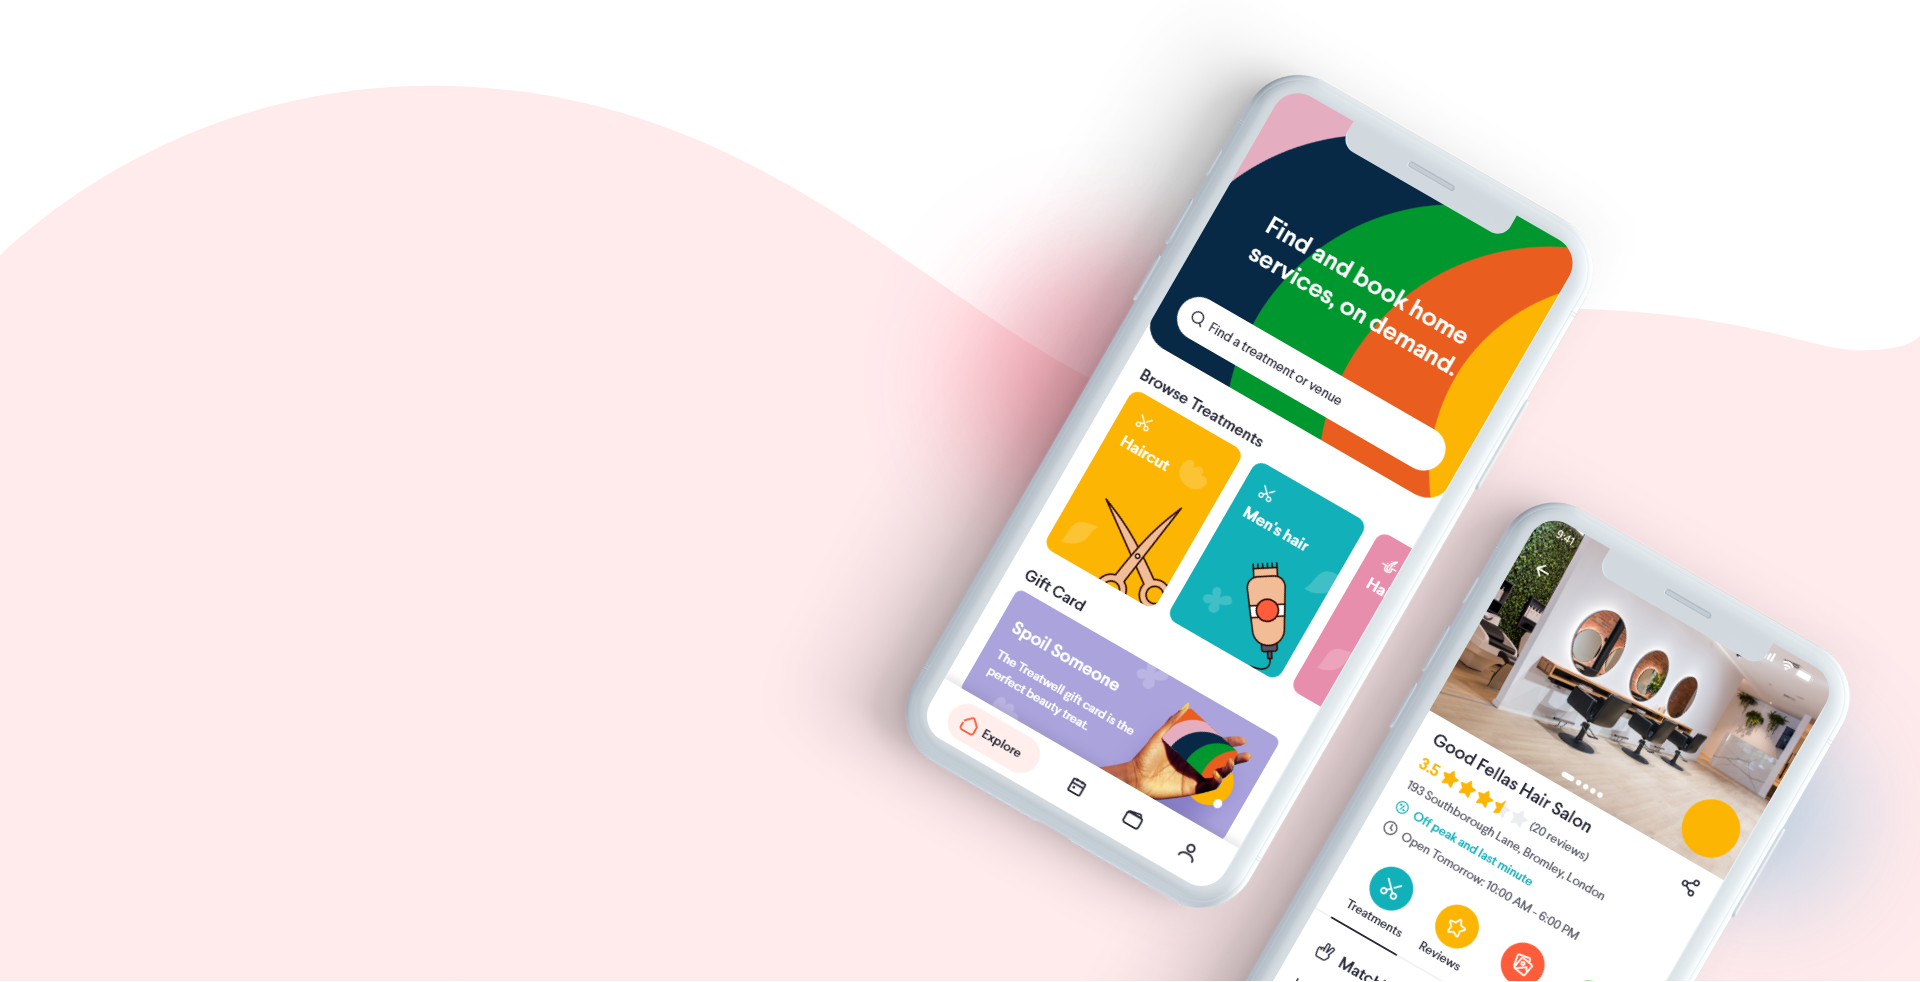 Find and book home
services, on demand.
Find a treatment or venue
Browse Treatments
Haircut
Men's hair
Ha
Gift Card
Spoil Someone
The Treatwell gift card is the
perfect beauty treat.
Explore
9:41
Good Fellas Hair Salon
3.5 (20 reviews)
193 Southborough Lane, Bromley, London
Off peak and last minute
Open Tomorrow: 10:00 AM - 6:00 PM
Treatments
Reviews